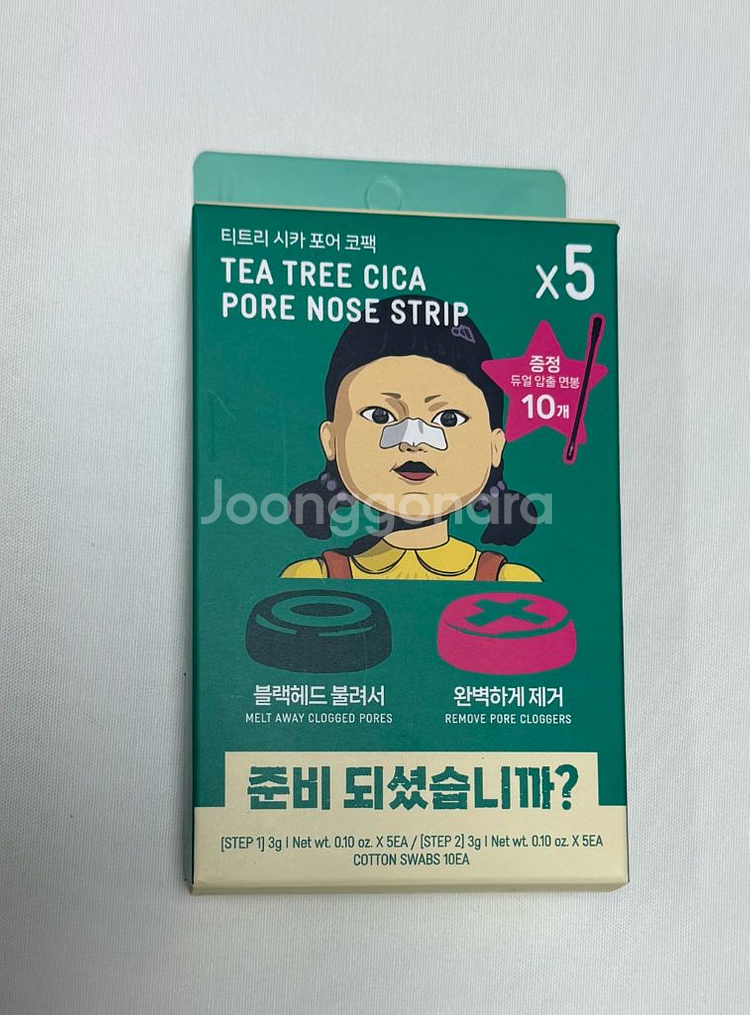 티트리 시카 포어 코팩
TEA TREE CICA
PORE NOSE STRIP
x5
증정
듀얼 압출 면봉
10개
Joonggonara
블랙헤드 불려서
MELT AWAY CLOGGED PORES
완벽하게 제거
REMOVE PORE CLOGGERS
준비 되셨습니까?
[STEP 1] 3g | Net wt. 0.10 oz. X 5EA / [STEP 2] 3g | Net wt. 0.10 oz. X 5EA
COTTON SWABS 10EA